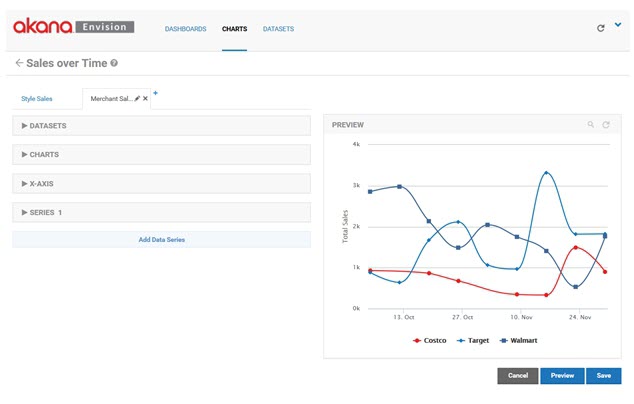 akana Envision DASHBOARDS CHARTS DATASETS
Sales over Time
Style Sales Merchant Sal...
DATASETS
CHARTS
X-AXIS
SERIES 1
Add Data Series
PREVIEW
4k
3k
2k
1k
0k
Total Sales
13. Oct 27. Oct 10. Nov 24. Nov
Costco Target Walmart
Cancel Preview Save